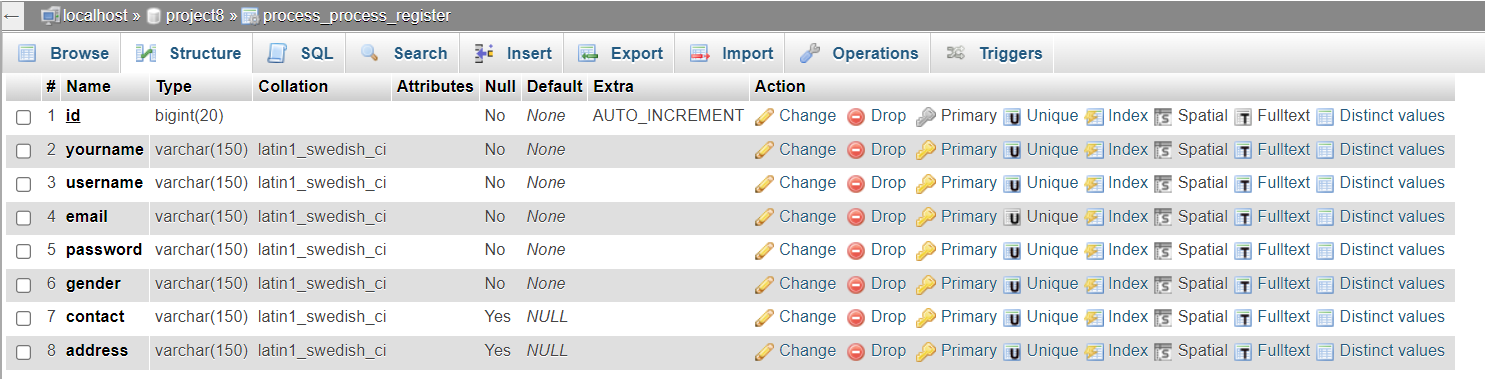 ← localhost » project8 » process_process_register
Browse Structure SQL Search Insert Export Import Operations Triggers
# Name Type Collation Attributes Null Default Extra Action
1 id bigint(20) No None AUTO_INCREMENT Change Drop Primary Unique Index Spatial Fulltext Distinct values
2 yourname varchar(150) latin1_swedish_ci No None Change Drop Primary Unique Index Spatial Fulltext Distinct values
3 username varchar(150) latin1_swedish_ci No None Change Drop Primary Unique Index Spatial Fulltext Distinct values
4 email varchar(150) latin1_swedish_ci No None Change Drop Primary Unique Index Spatial Fulltext Distinct values
5 password varchar(150) latin1_swedish_ci No None Change Drop Primary Unique Index Spatial Fulltext Distinct values
6 gender varchar(150) latin1_swedish_ci No None Change Drop Primary Unique Index Spatial Fulltext Distinct values
7 contact varchar(150) latin1_swedish_ci Yes NULL Change Drop Primary Unique Index Spatial Fulltext Distinct values
8 address varchar(150) latin1_swedish_ci Yes NULL Change Drop Primary Unique Index Spatial Fulltext Distinct values